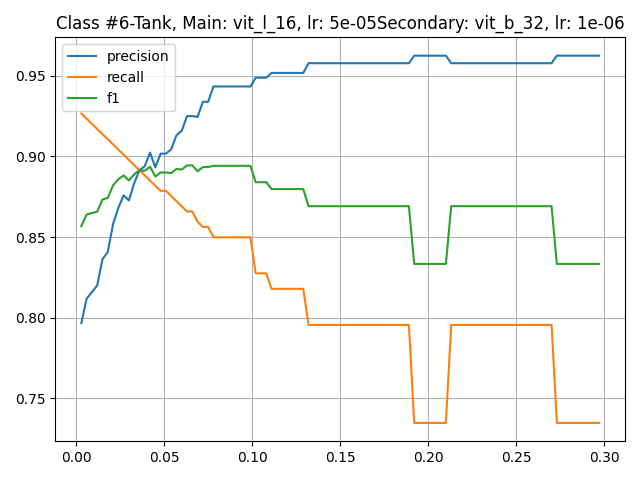 Class #6-Tank, Main: vit_l_16, lr: 5e-05Secondary: vit_b_32, lr: 1e-06
precision
recall
f1
0.95
0.90
0.85
0.80
0.75
0.00 0.05 0.10 0.15 0.20 0.25 0.30